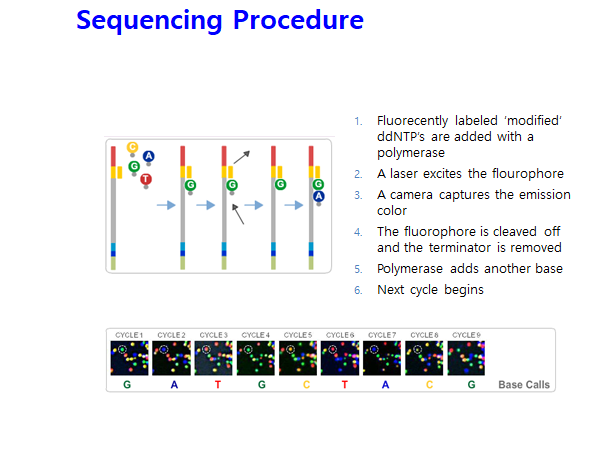 Sequencing Procedure
1. Fluorecently labeled ‘modified’
ddNTP’s are added with a
polymerase
2. A laser excites the flourophore
3. A camera captures the emission
color
4. The fluorophore is cleaved off
and the terminator is removed
5. Polymerase adds another base
6. Next cycle begins
C
A
G
T
G G G G
A
CYCLE 1 CYCLE 2 CYCLE 3 CYCLE 4 CYCLE 5 CYCLE 6 CYCLE 7 CYCLE 8 CYCLE 9
G A T G C T A C G Base Calls